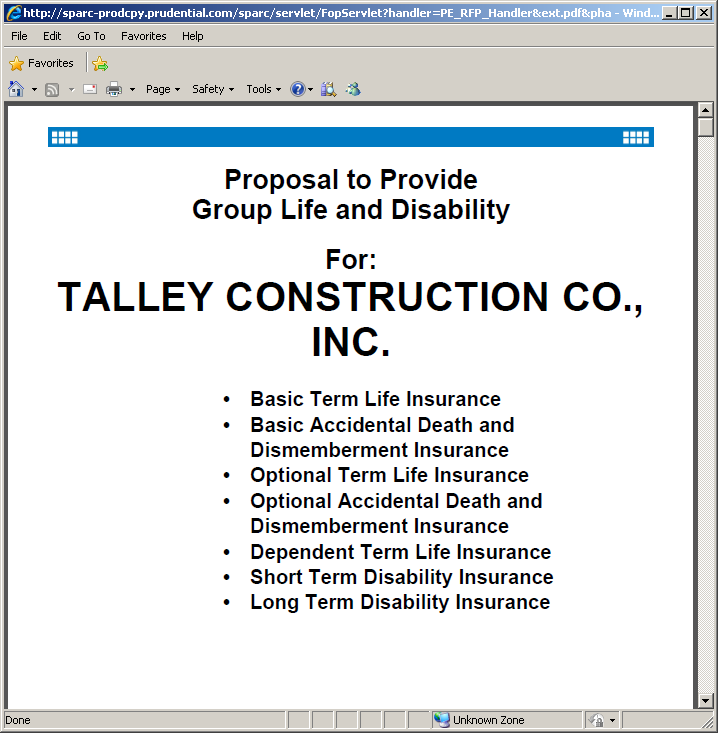 http://sparc-prodcpy.prudential.com/sparc/servlet/FopServlet?handler=PE_RFP_Handler&ext.pdf&pha - Wind...
File Edit Go To Favorites Help
Favorites
Page Safety Tools
Proposal to Provide
Group Life and Disability
For:
TALLEY CONSTRUCTION CO.,
INC.
• Basic Term Life Insurance
• Basic Accidental Death and
Dismemberment Insurance
• Optional Term Life Insurance
• Optional Accidental Death and
Dismemberment Insurance
• Dependent Term Life Insurance
• Short Term Disability Insurance
• Long Term Disability Insurance
Done Unknown Zone